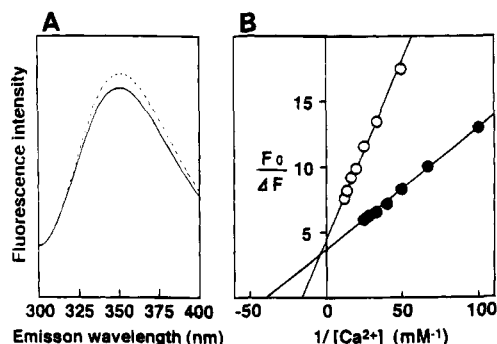 A
B
Fluorescence intensity
300 325 350 375 400
Emisson wavelength (nm)
15
10
5
F0
ΔF
-50 0 50 100
1/ [Ca2+] (mM-1)